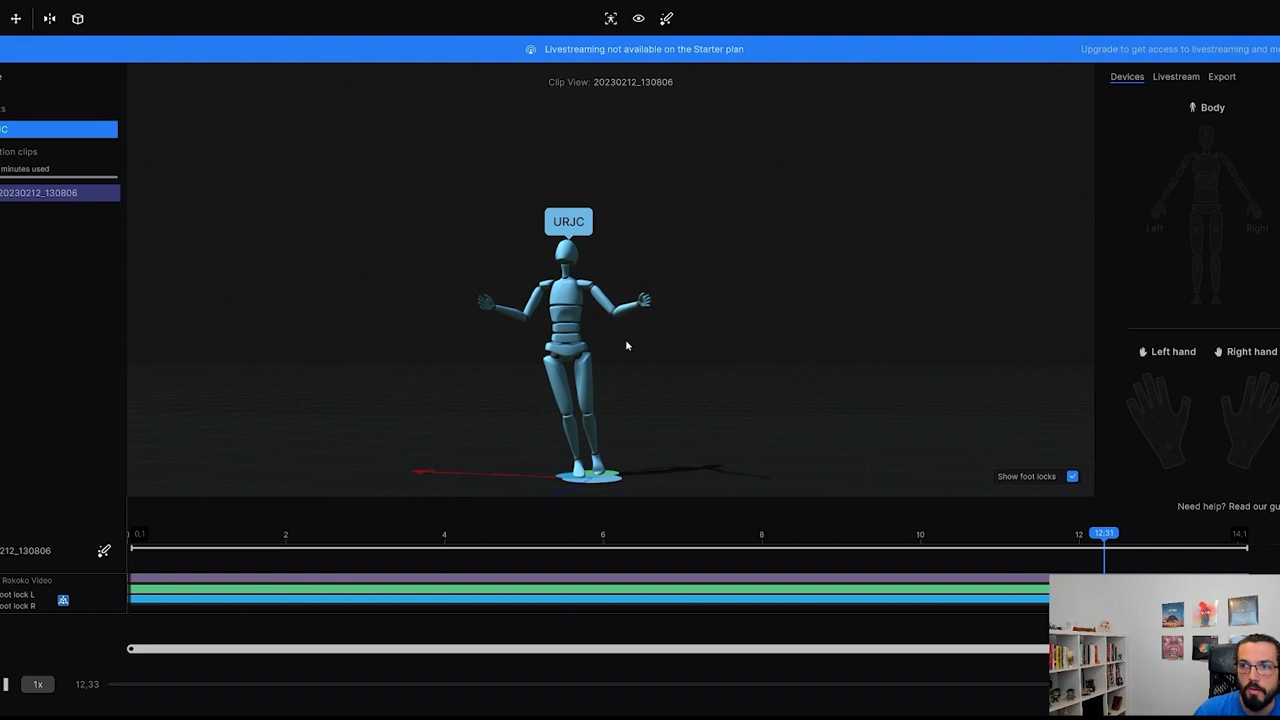 Livestreaming not available on the Starter plan
Upgrade to get access to livestreaming and
Clip View: 20230212_130806
Devices
Livestream
Export
Body
Left
Right
tion clips
minutes used
20230212_130806
URJC
Left hand
Right hand
Show foot locks
Need help? Read our gu
0,1
2
4
6
8
10
12
12:31
14,1
212_130806
Rokoko Video
oot lock L
oot lock R
1x
12,33